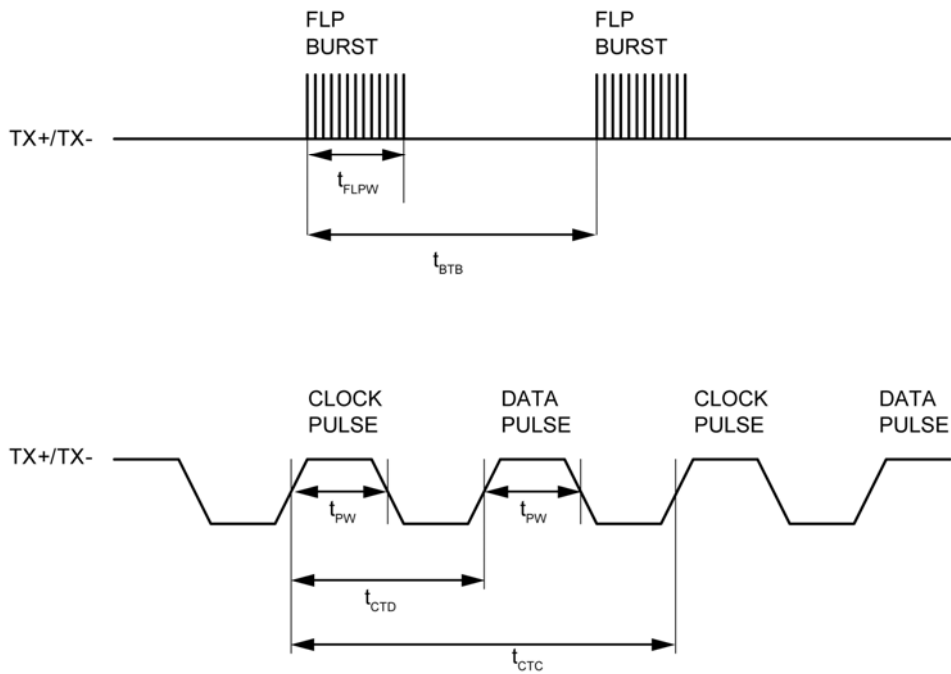 FLP
BURST
FLP
BURST
TX+/TX-
tFLPW
tBTB
CLOCK
PULSE
DATA
PULSE
CLOCK
PULSE
DATA
PULSE
TX+/TX-
tPW
tPW
tCTD
tCTC